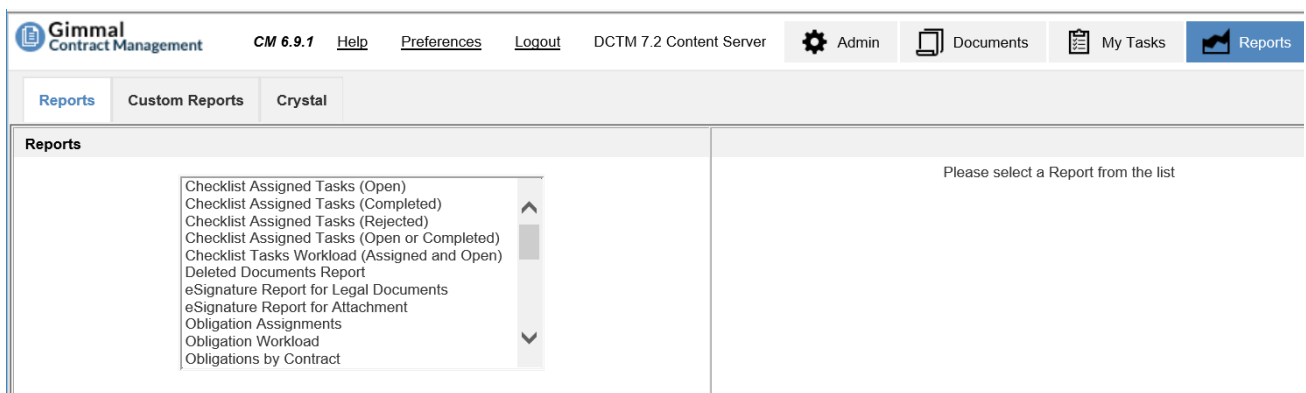 Gimmal
Contract Management
CM 6.9.1 Help Preferences Logout DCTM 7.2 Content Server Admin Documents My Tasks Reports
Reports Custom Reports Crystal
Reports
Checklist Assigned Tasks (Open)
Checklist Assigned Tasks (Completed)
Checklist Assigned Tasks (Rejected)
Checklist Assigned Tasks (Open or Completed)
Checklist Tasks Workload (Assigned and Open)
Deleted Documents Report
eSignature Report for Legal Documents
eSignature Report for Attachment
Obligation Assignments
Obligation Workload
Obligations by Contract
Please select a Report from the list